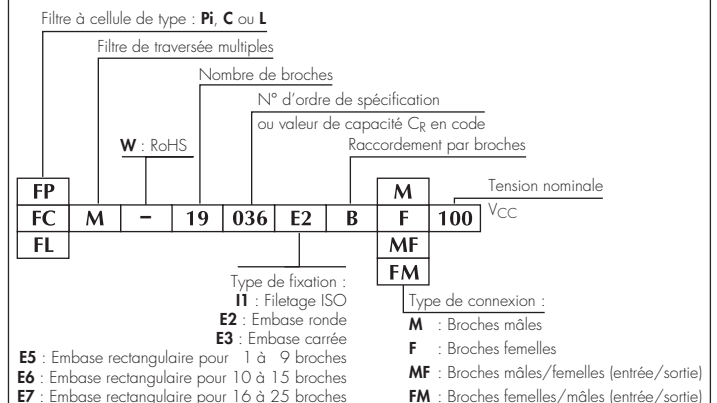 Filtre à cellule de type : Pi, C ou L
Filtre de traversée multiples
Nombre de broches
N° d'ordre de spécification
ou valeur de capacité CR en code
W : RoHS
Raccordement par broches
Tension nominale
VCC
FP
M
FC M – 19 036 E2 B F 100
FL
MF
FM
Type de fixation :
I1 : Filetage ISO
E2 : Embase ronde
E3 : Embase carrée
E5 : Embase rectangulaire pour 1 à 9 broches
E6 : Embase rectangulaire pour 10 à 15 broches
E7 : Embase rectangulaire pour 16 à 25 broches
Type de connexion :
M : Broches mâles
F : Broches femelles
MF : Broches mâles/femelles (entrée/sortie)
FM : Broches femelles/mâles (entrée/sortie)